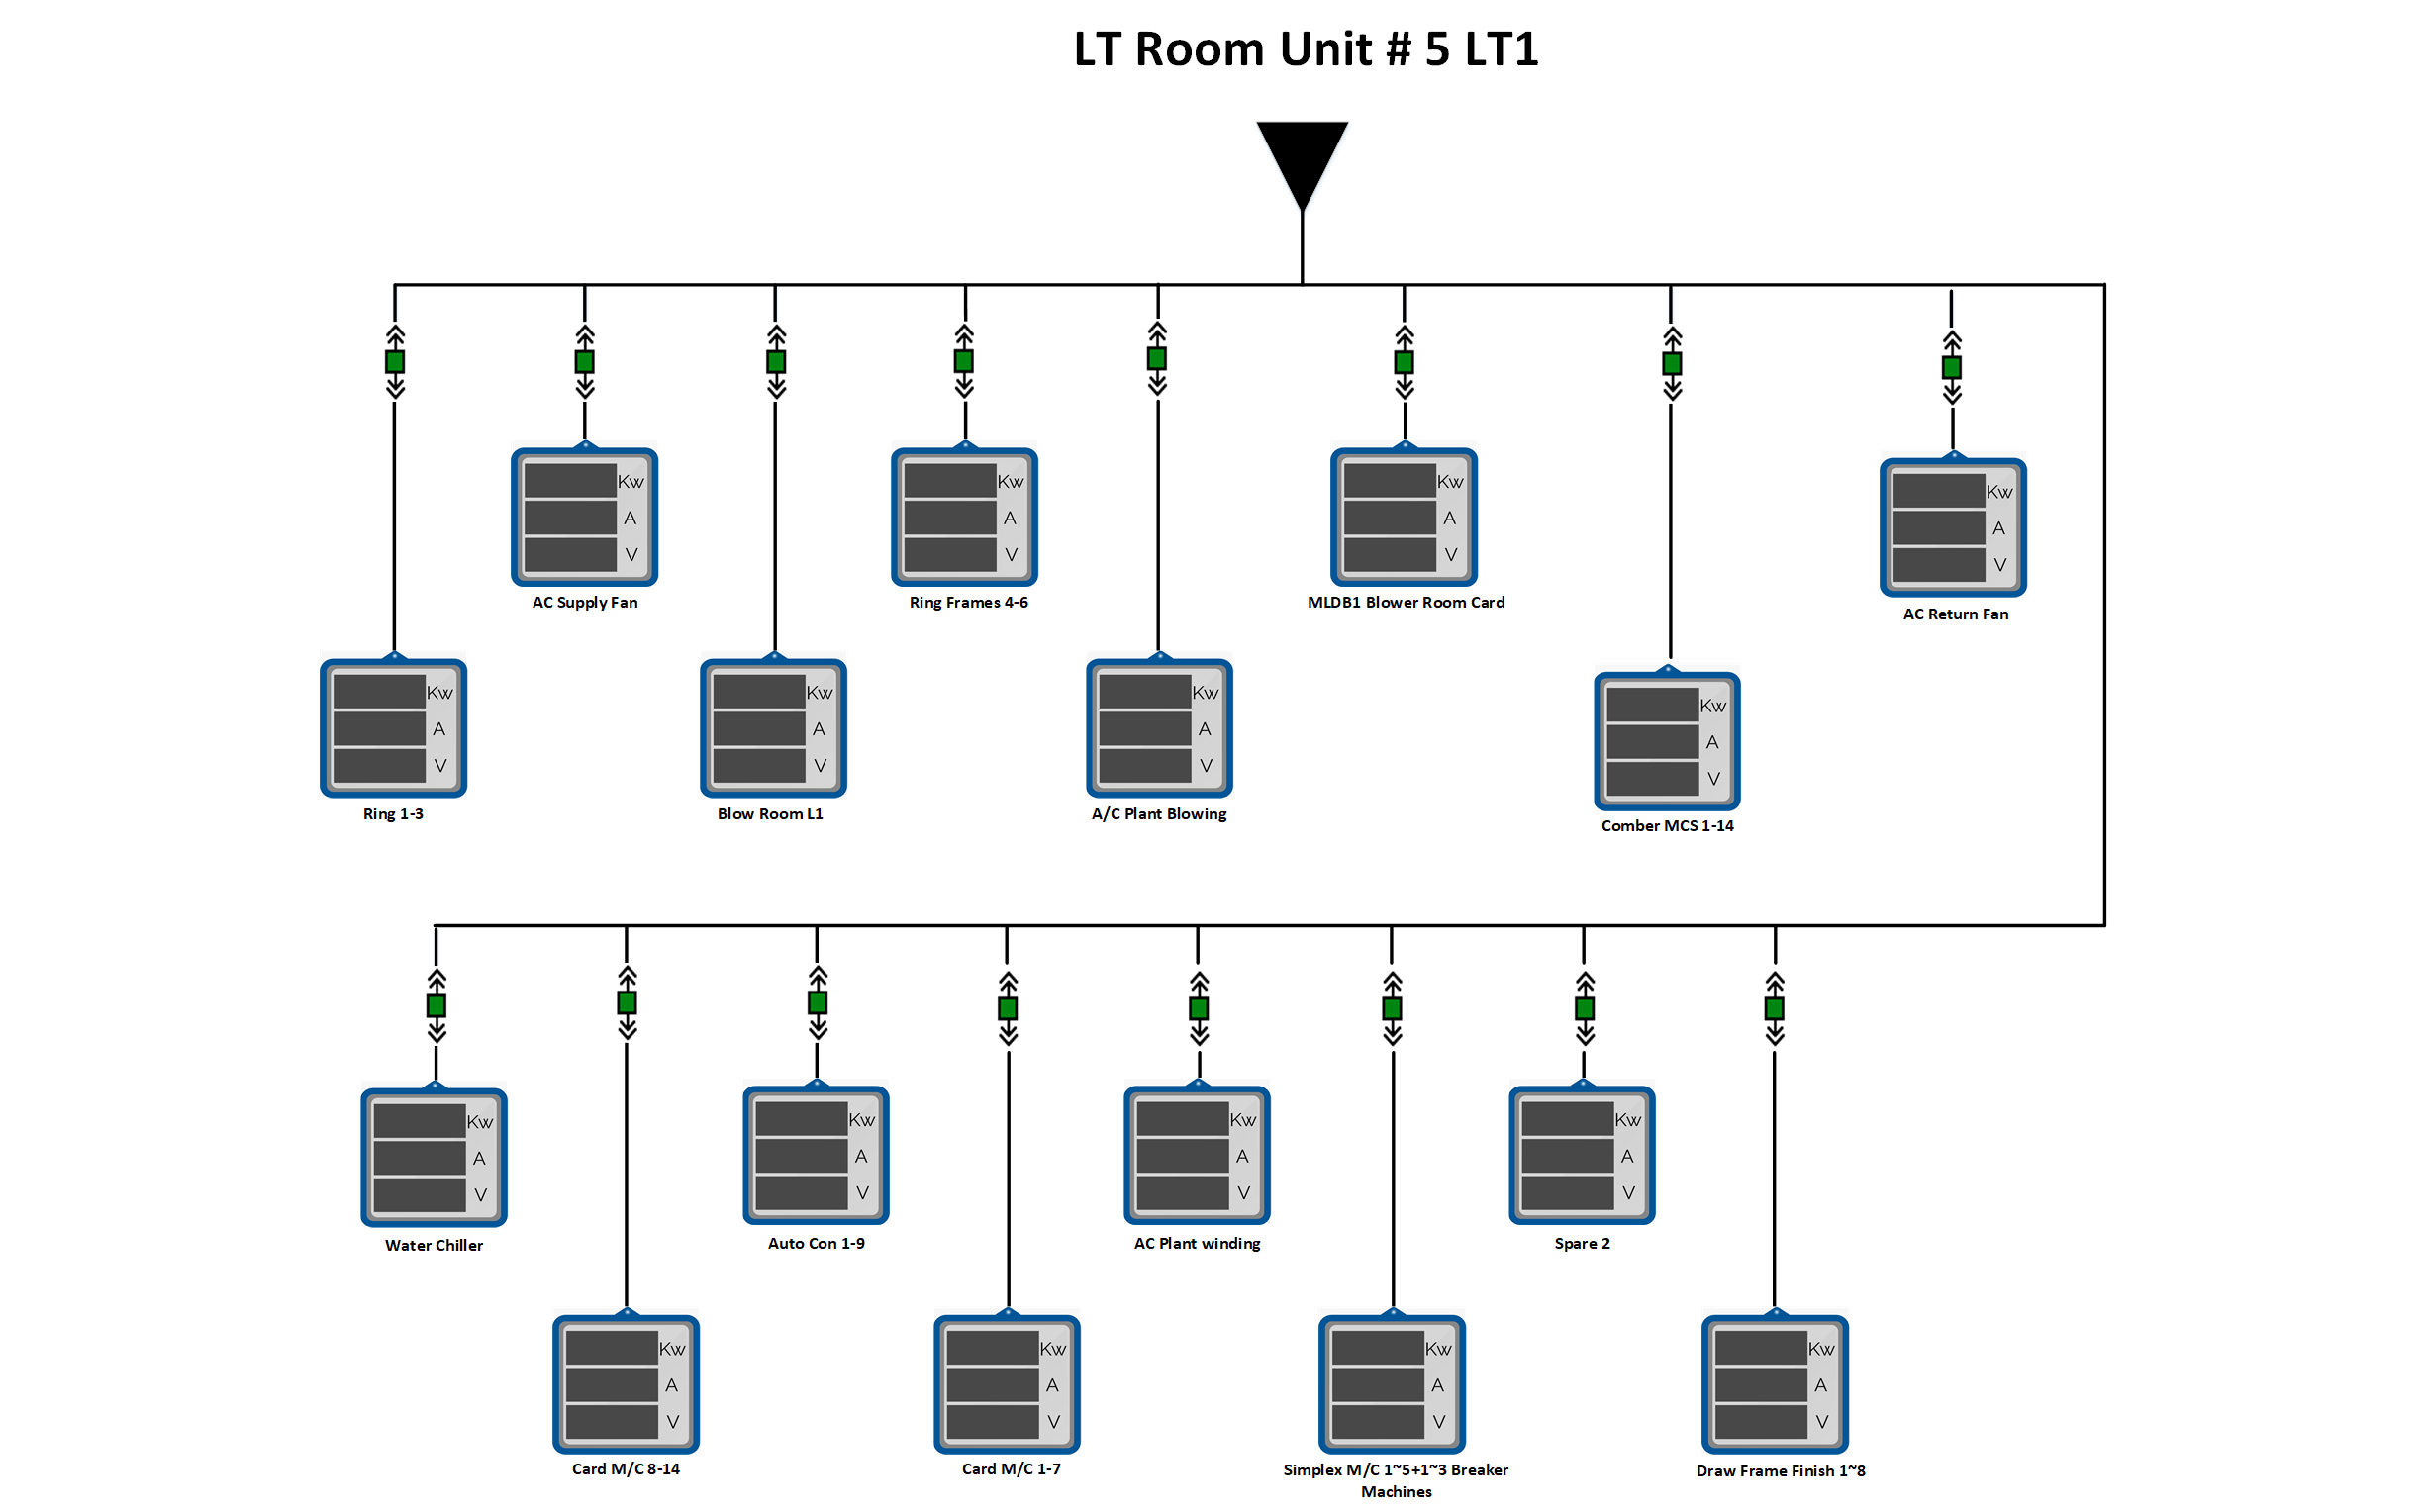 LT Room Unit # 5 LT1
Kw
A
V
AC Supply Fan
Kw
A
V
Ring Frames 4-6
Kw
A
V
MLDB1 Blower Room Card
Kw
A
V
AC Return Fan
Kw
A
V
Ring 1-3
Kw
A
V
Blow Room L1
Kw
A
V
A/C Plant Blowing
Kw
A
V
Comber MCS 1-14
Kw
A
V
Water Chiller
Kw
A
V
Auto Con 1-9
Kw
A
V
AC Plant winding
Kw
A
V
Spare 2
Kw
A
V
Card M/C 8-14
Kw
A
V
Card M/C 1-7
Kw
A
V
Simplex M/C 1~5+1~3 Breaker
Machines
Kw
A
V
Draw Frame Finish 1~8